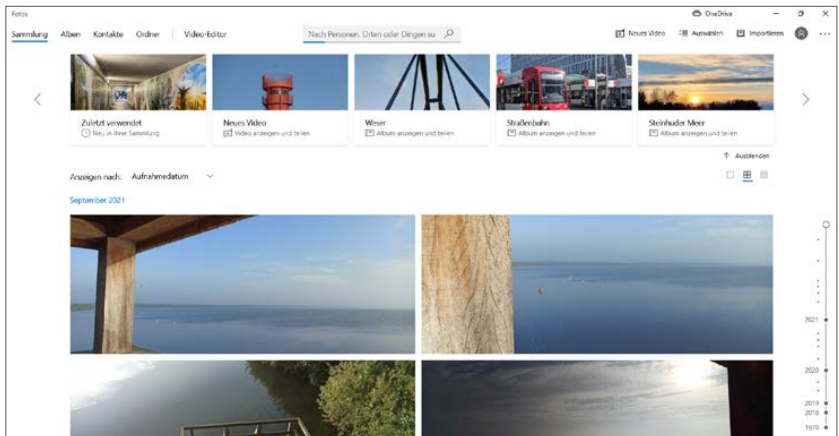 Fotos
OneDrive
Sammlung Alben Kontakte Ordner Video-Editor
Nach Personen, Orten oder Dingen su
Neues Video Auswählen Importieren
Zuletzt verwendet
Neu in Ihrer Sammlung
Neues Video
Video anzeigen und teilen
Weser
Album anzeigen und teilen
Straßenbahn
Album anzeigen und teilen
Steinhuder Meer
Album anzeigen und teilen
Ausblenden
Anzeigen nach: Aufnahmedatum
September 2021
2021
2020
2019
2018
1970